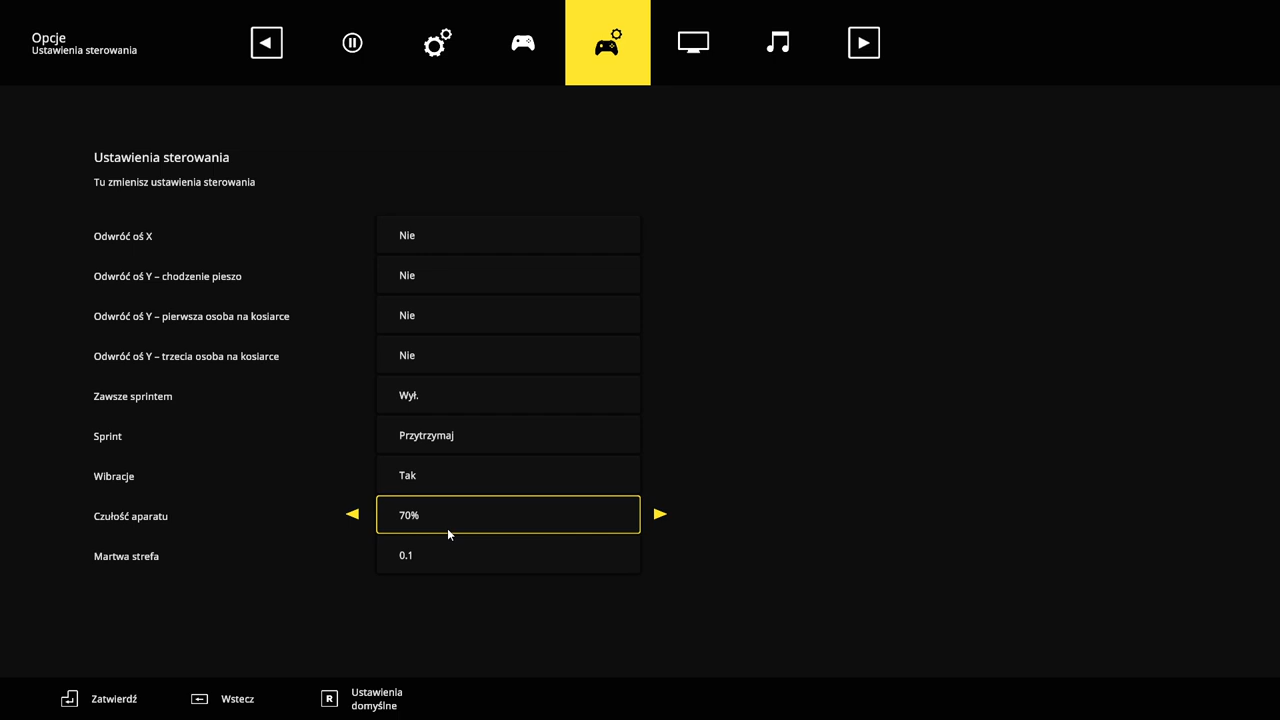 Opcje
Ustawienia sterowania
Ustawienia sterowania
Tu zmienisz ustawienia sterowania
Odwróć oś X
Nie
Odwróć oś Y – chodzenie pieszo
Nie
Odwróć oś Y – pierwsza osoba na kosiarce
Nie
Odwróć oś Y – trzecia osoba na kosiarce
Nie
Zawsze sprintem
Wył.
Sprint
Przytrzymaj
Wibracje
Tak
Czułość aparatu
70%
Martwa strefa
0.1
Zatwierdź
Wstecz
R
Ustawienia
domyślne